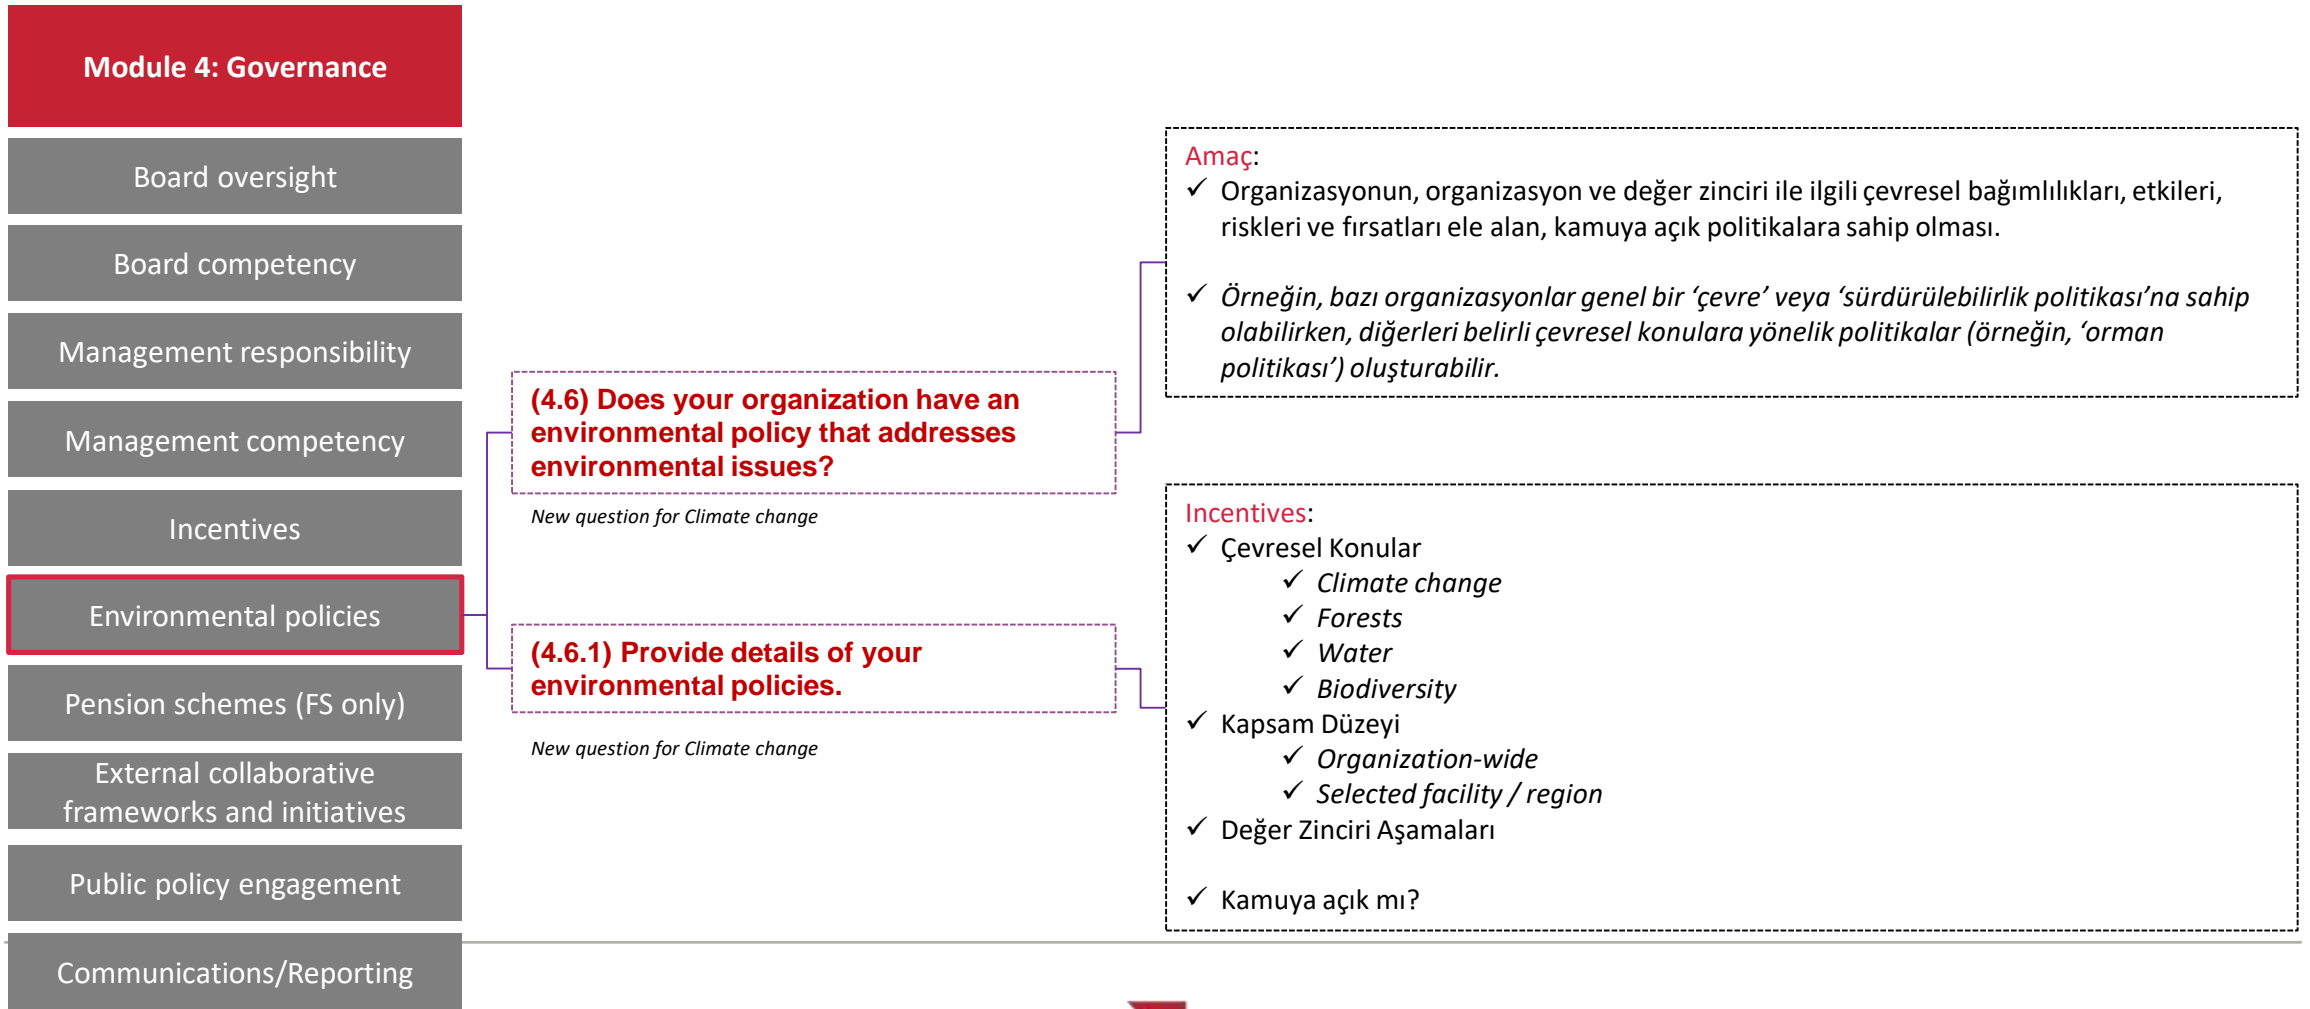 Module 4: Governance
Board oversight
Board competency
Management responsibility
Management competency
Incentives
Environmental policies
Pension schemes (FS only)
External collaborative
frameworks and initiatives
Public policy engagement
Communications/Reporting
(4.6) Does your organization have an
environmental policy that addresses
environmental issues?
New question for Climate change
(4.6.1) Provide details of your
environmental policies.
New question for Climate change
Amaç:
✓ Organizasyonun, organizasyon ve değer zinciri ile ilgili çevresel bağımlılıkları, etkileri,
riskleri ve fırsatları ele alan, kamuya açık politikalara sahip olması.
✓ Örneğin, bazı organizasyonlar genel bir ‘çevre’ veya ‘sürdürülebilirlik politikası’na sahip
olabilirken, diğerleri belirli çevresel konulara yönelik politikalar (örneğin, ‘orman
politikası’) oluşturabilir.
Incentives:
✓ Çevresel Konular
✓ Climate change
✓ Forests
✓ Water
✓ Biodiversity
✓ Kapsam Düzeyi
✓ Organization-wide
✓ Selected facility / region
✓ Değer Zinciri Aşamaları
✓ Kamuya açık mı?